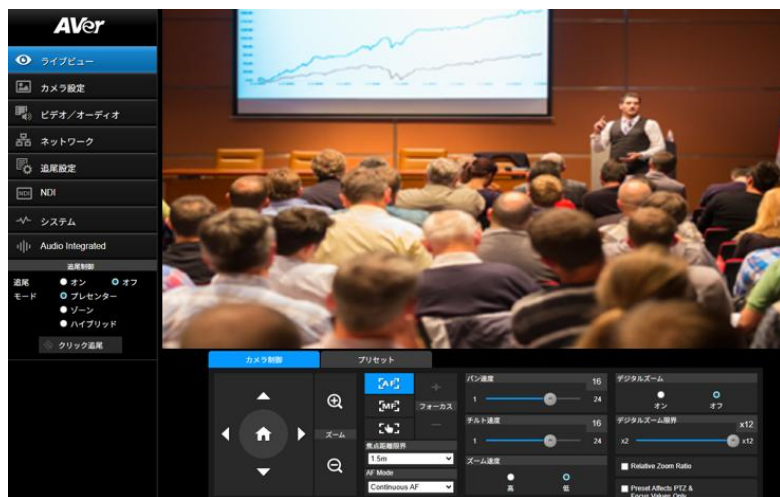 AVer
ライブビュー
カメラ設定
ビデオ/オーディオ
ネットワーク
追尾設定
NDI
NDI
システム
Audio Integrated
追尾制御
追尾 オン オフ
モード プレゼンター
ゾーン
ハイブリッド
クリック追尾
カメラ制御 プリセット
ズーム
AF
MF
フォーカス
焦点距離限界
1.5m
AF Mode
Continuous AF
パン速度 16
1 24
チルト速度 16
1 24
ズーム速度
高 低
デジタルズーム
オン オフ
デジタルズーム限界 x12
x2 x12
Relative Zoom Ratio
Preset Affects PTZ &
Focus Values Only